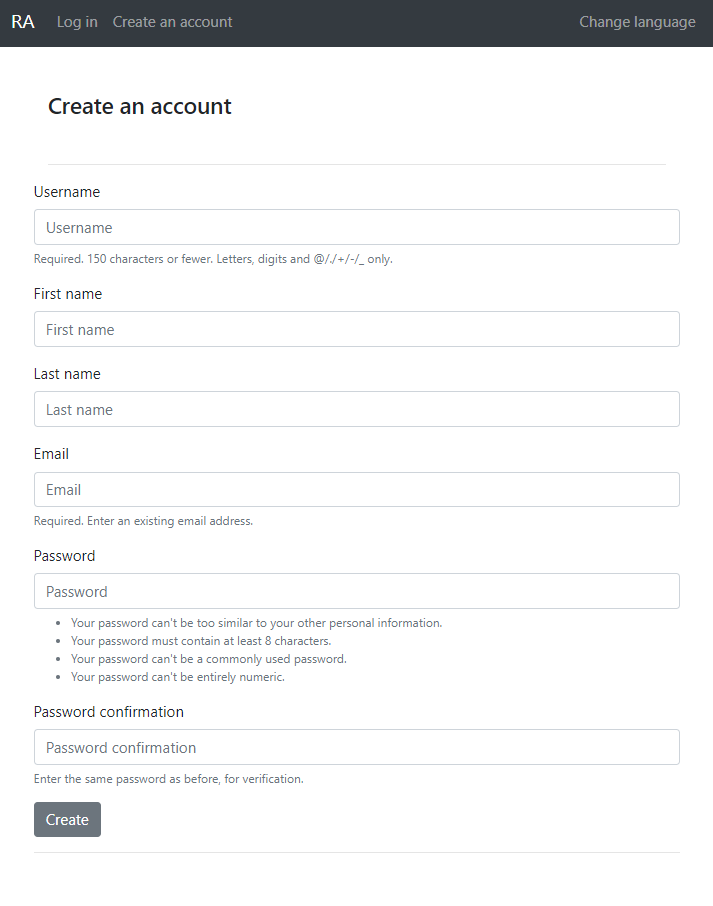 RA Log in Create an account Change language
Create an account
Username
Username
Required. 150 characters or fewer. Letters, digits and @/./+/-/_ only.
First name
First name
Last name
Last name
Email
Email
Required. Enter an existing email address.
Password
Password
• Your password can't be too similar to your other personal information.
• Your password must contain at least 8 characters.
• Your password can't be a commonly used password.
• Your password can't be entirely numeric.
Password confirmation
Password confirmation
Enter the same password as before, for verification.
Create